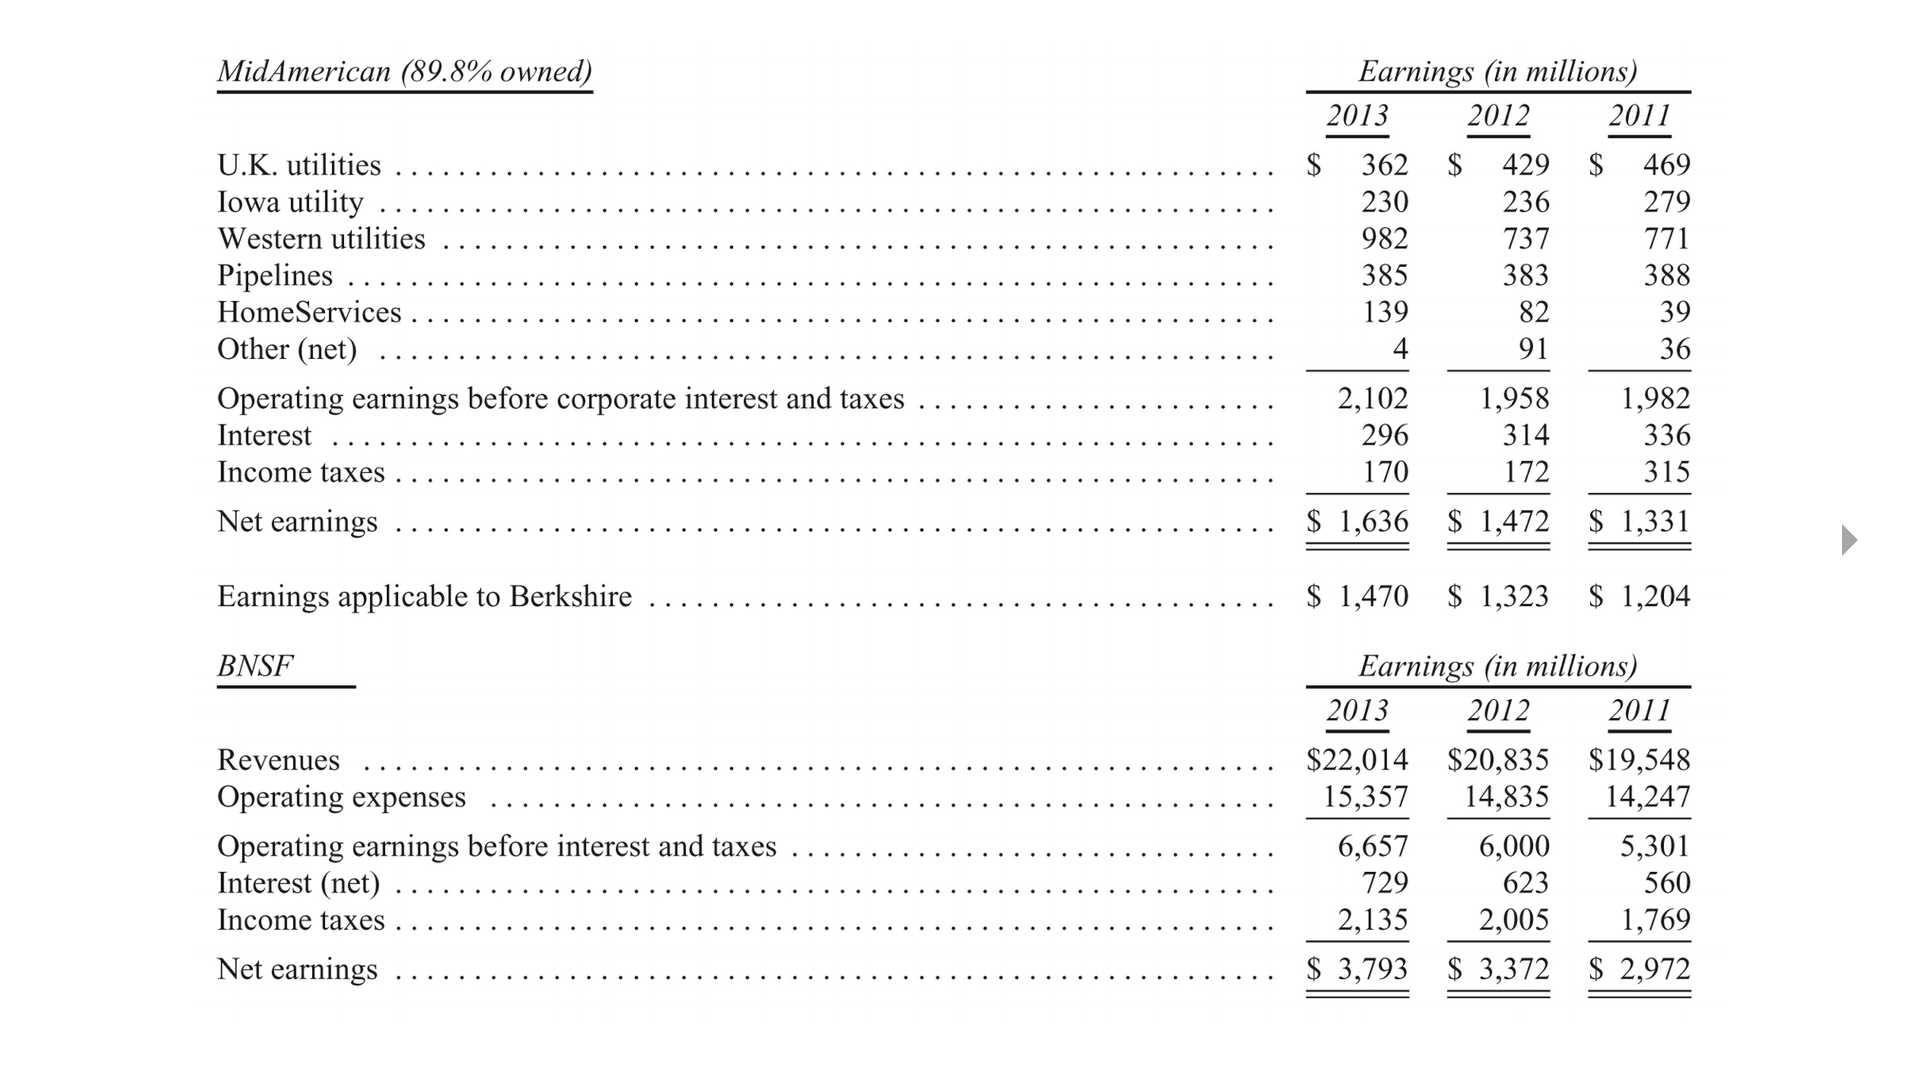 MidAmerican (89.8% owned) Earnings (in millions)
2013 2012 2011
U.K. utilities $ 362 $ 429 $ 469
Iowa utility 230 236 279
Western utilities 982 737 771
Pipelines 385 383 388
HomeServices 139 82 39
Other (net) 4 91 36
Operating earnings before corporate interest and taxes 2,102 1,958 1,982
Interest 296 314 336
Income taxes 170 172 315
Net earnings $ 1,636 $ 1,472 $ 1,331
Earnings applicable to Berkshire $ 1,470 $ 1,323 $ 1,204
BNSF Earnings (in millions)
2013 2012 2011
Revenues $22,014 $20,835 $19,548
Operating expenses 15,357 14,835 14,247
Operating earnings before interest and taxes 6,657 6,000 5,301
Interest (net) 729 623 560
Income taxes 2,135 2,005 1,769
Net earnings $ 3,793 $ 3,372 $ 2,972